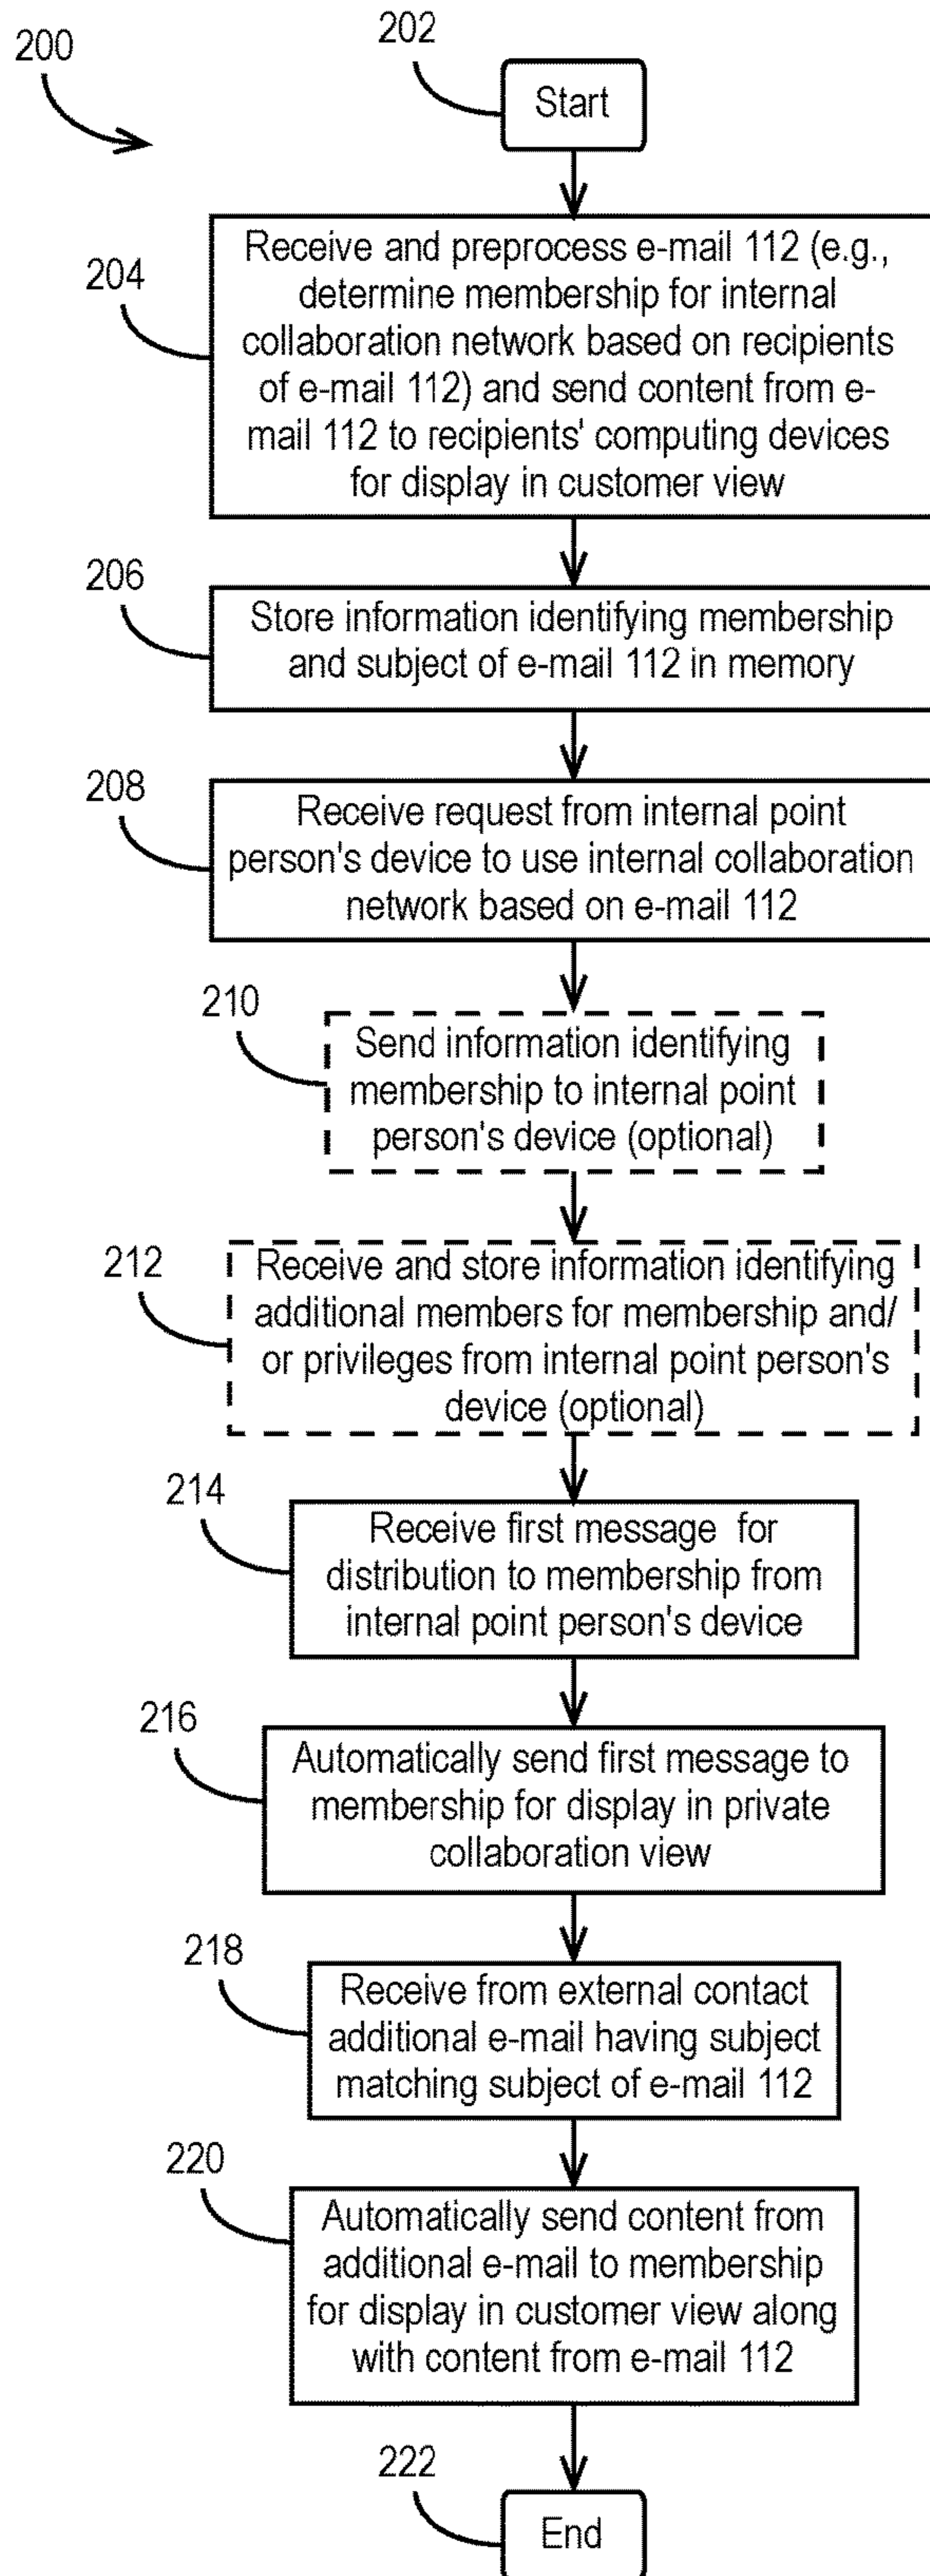 200
202
Start
204
Receive and preprocess e-mail 112 (e.g.,
determine membership for internal
collaboration network based on recipients
of e-mail 112) and send content from e-
mail 112 to recipients' computing devices
for display in customer view
206
Store information identifying membership
and subject of e-mail 112 in memory
208
Receive request from internal point
person's device to use internal collaboration
network based on e-mail 112
210
Send information identifying
membership to internal point
person's device (optional)
212
Receive and store information identifying
additional members for membership and/
or privileges from internal point person's
device (optional)
214
Receive first message for
distribution to membership from
internal point person's device
216
Automatically send first message to
membership for display in private
collaboration view
218
Receive from external contact
additional e-mail having subject
matching subject of e-mail 112
220
Automatically send content from
additional e-mail to membership
for display in customer view along
with content from e-mail 112
222
End